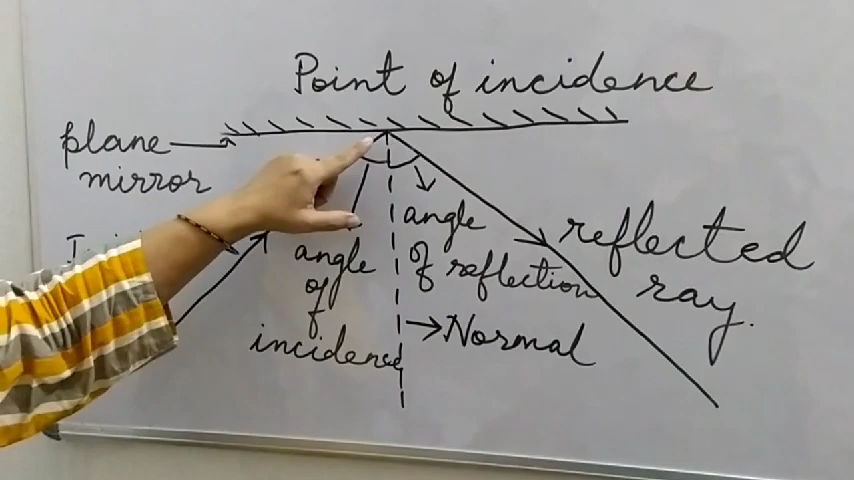 Point of incidence
plane
mirror
angle
of
incidence
angle
of reflection
Normal
reflected
ray.